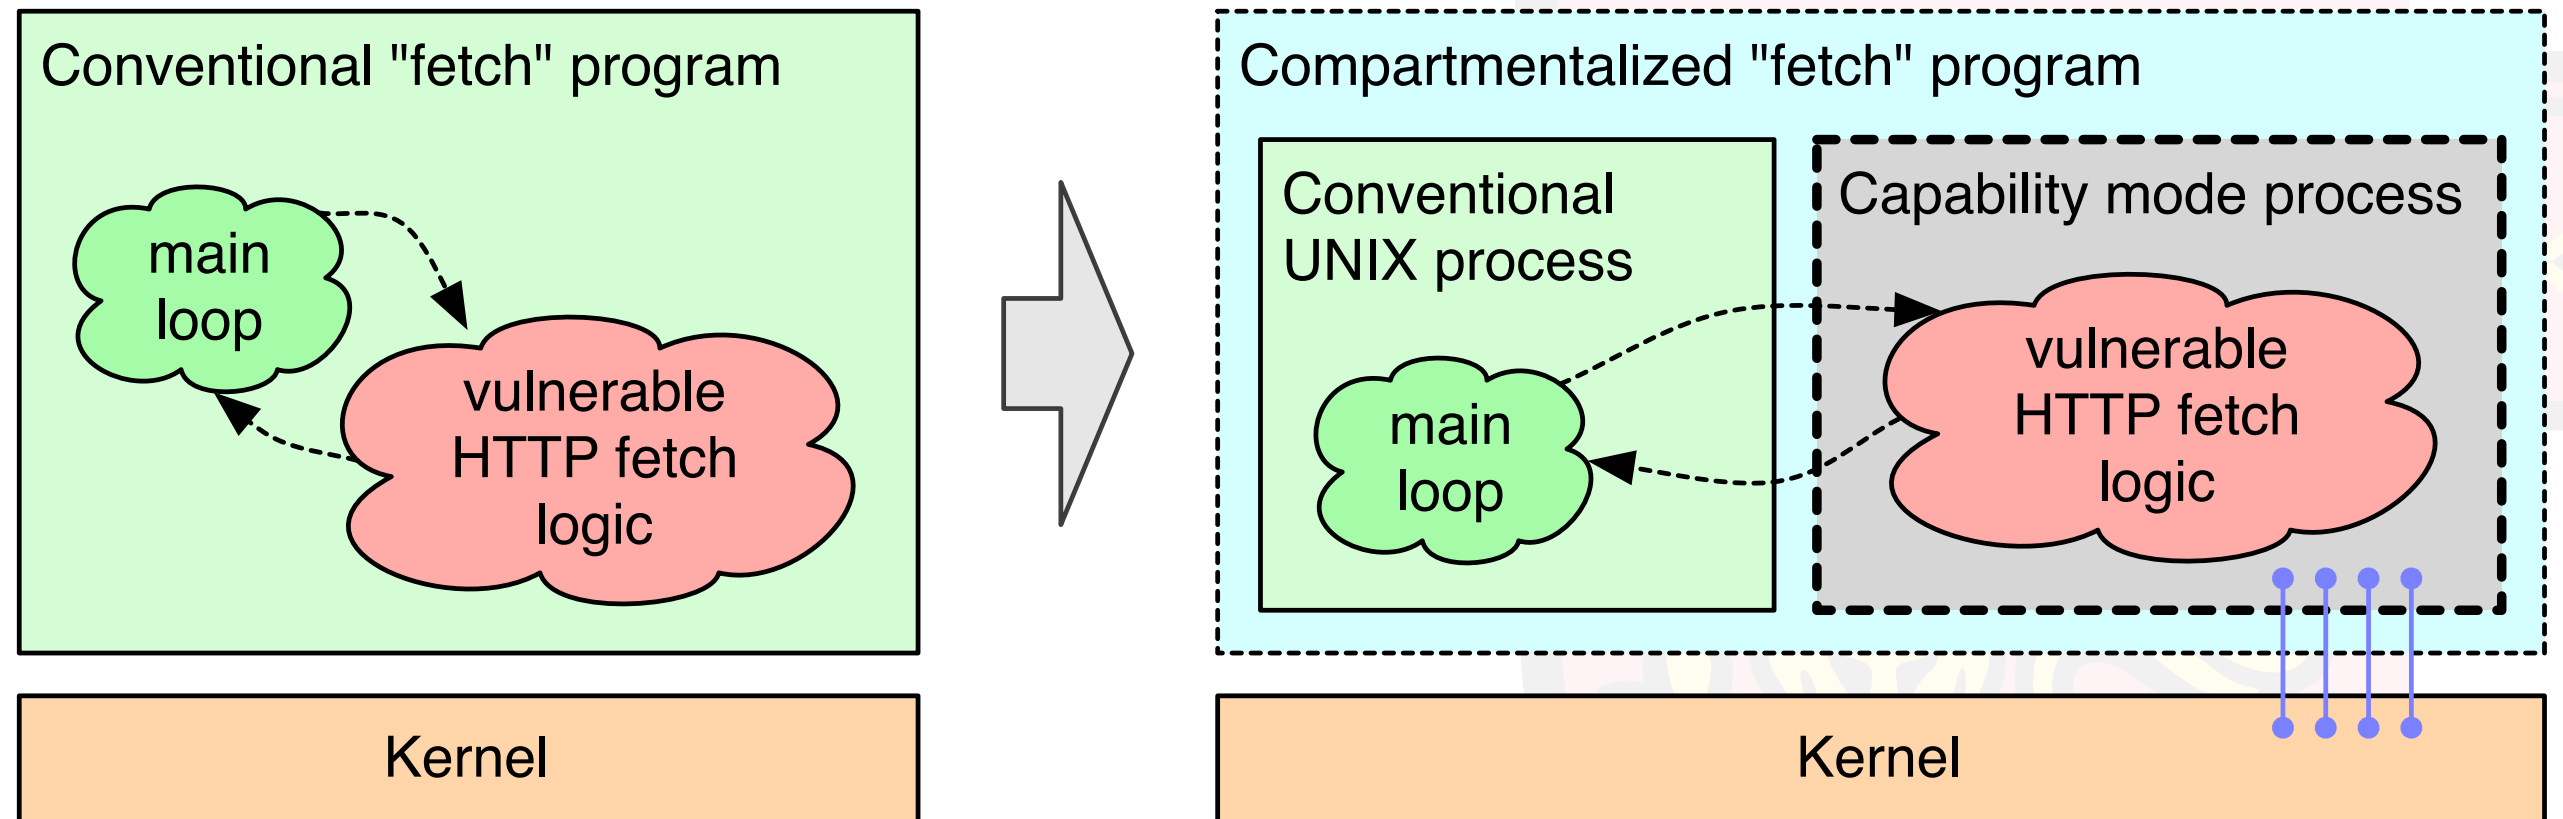 Conventional "fetch" program
main
loop
vulnerable
HTTP fetch
logic
Kernel
Compartmentalized "fetch" program
Conventional
UNIX process
main
loop
Capability mode process
vulnerable
HTTP fetch
logic
Kernel